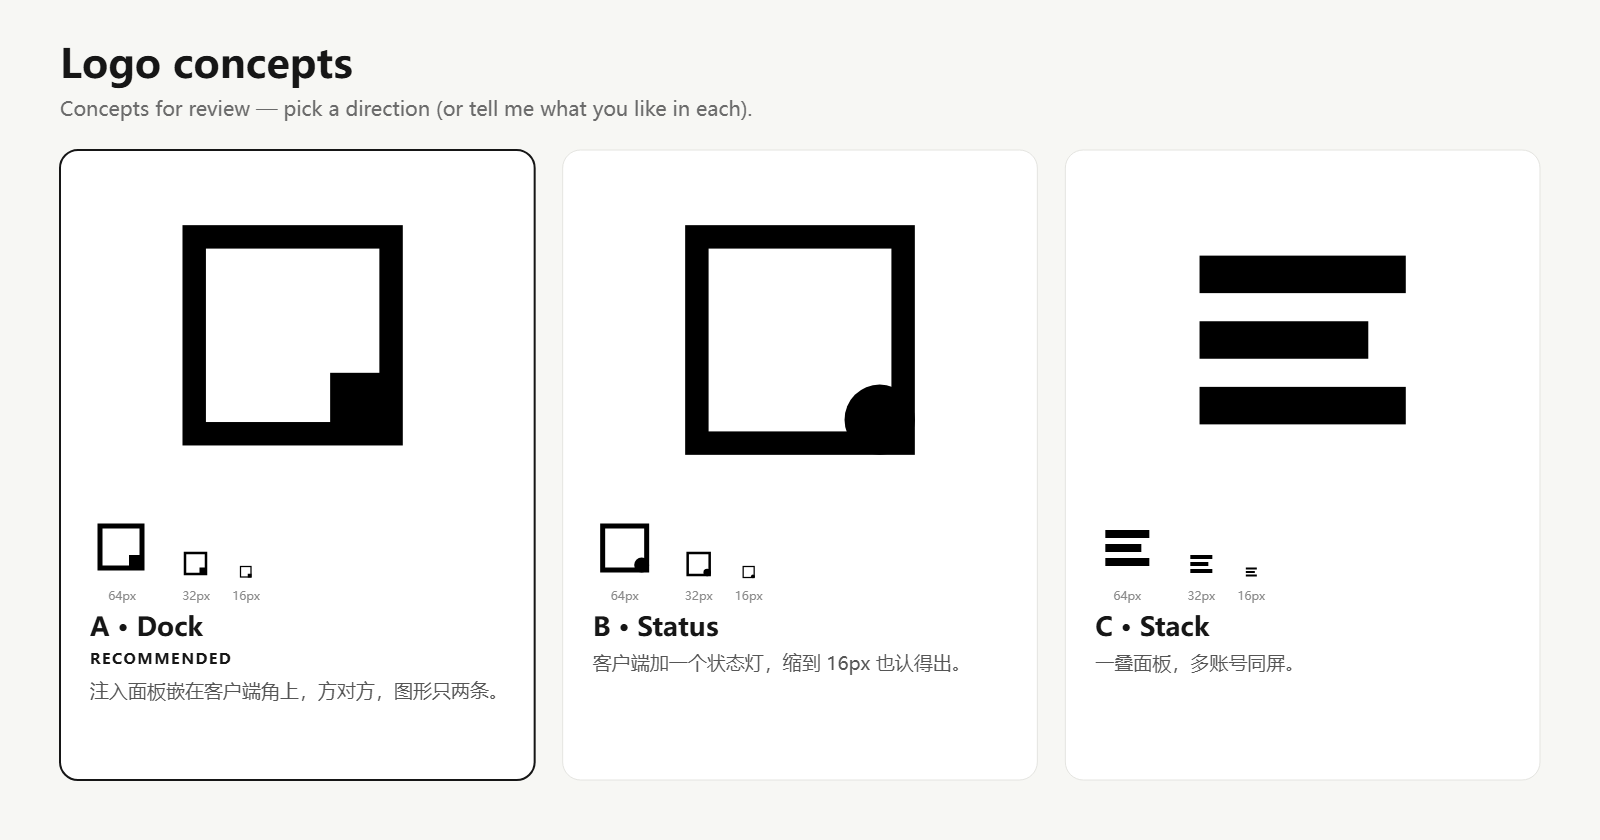 Logo concepts
Concepts for review — pick a direction (or tell me what you like in each).
64px 32px 16px
A • Dock
RECOMMENDED
注入面板嵌在客户端角上，方对方，图形只两条。
64px 32px 16px
B • Status
客户端加一个状态灯，缩到 16px 也认得出。
64px 32px 16px
C • Stack
一叠面板，多账号同屏。